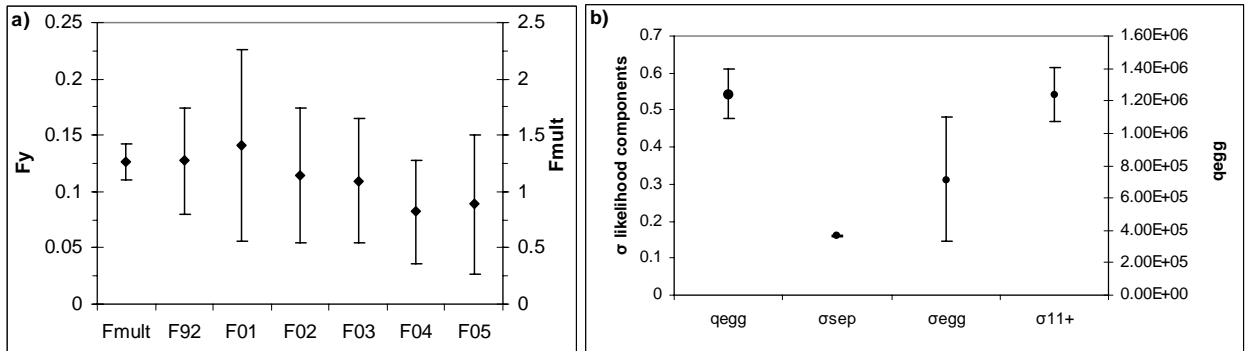 a)
0.25
0.2
0.15
0.1
0.05
0
Fy
2.5
2
1.5
1
0.5
0
Fmult
Fmult F92 F01 F02 F03 F04 F05
b)
0.7
0.6
0.5
0.4
0.3
0.2
0.1
0
σ likelihood components
1.60E+06
1.40E+06
1.20E+06
1.00E+06
8.00E+05
6.00E+05
4.00E+05
2.00E+05
0.00E+00
qegg
qegg σsep σegg σ11+